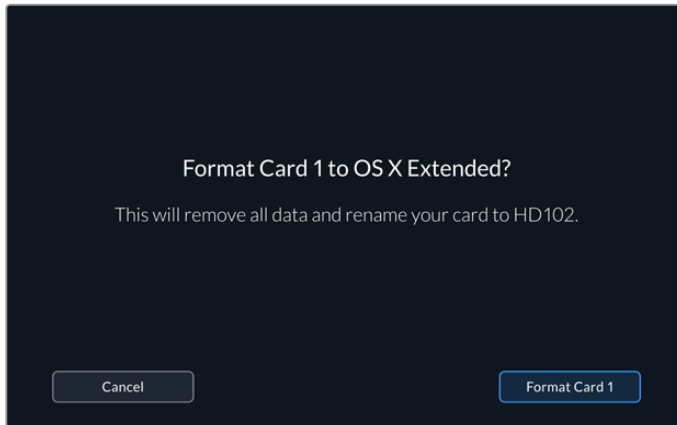 Format Card 1 to OS X Extended?
This will remove all data and rename your card to HD102.
Cancel
Format Card 1